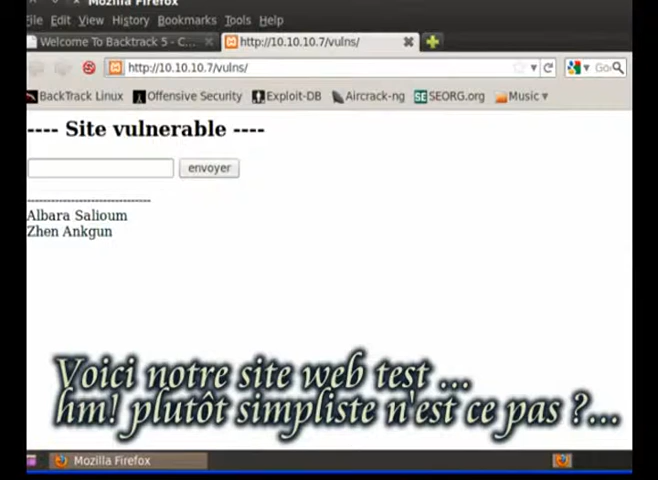 Mozilla Firefox
File Edit View History Bookmarks Tools Help
Welcome To Backtrack 5 - C... http://10.10.10.7/vulns/
http://10.10.10.7/vulns/ Go
BackTrack Linux Offensive Security Exploit-DB Aircrack-ng SE SEORG.org Music
---- Site vulnerable ----
envoyer
------------------------------
Albara Salioum
Zhen Ankgun
Voici notre site web test ...
hm! plutôt simpliste n'est ce pas ?...
Mozilla Firefox